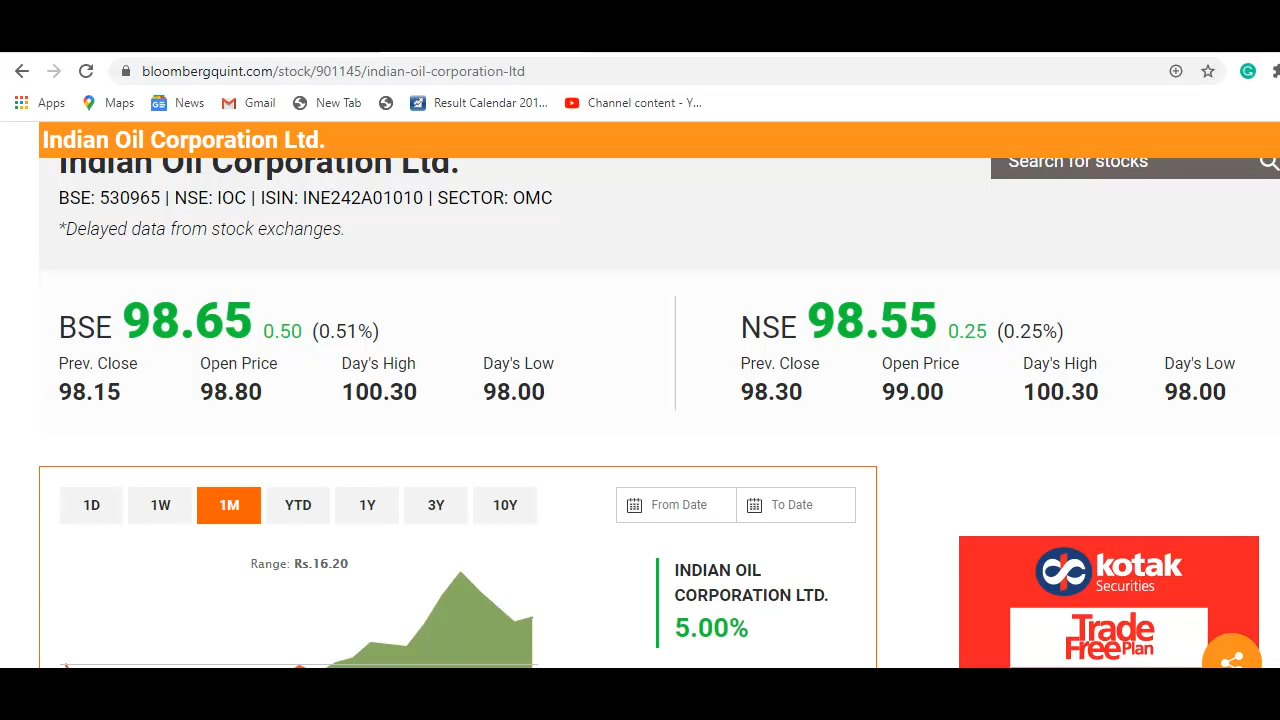 bloombergquint.com/stock/901145/indian-oil-corporation-ltd
Apps Maps News Gmail New Tab Result Calendar 201... Channel content - Y...
Indian Oil Corporation Ltd.
Indian Oil Corporation Ltd.
Search for stocks
BSE: 530965 | NSE: IOC | ISIN: INE242A01010 | SECTOR: OMC
*Delayed data from stock exchanges.
BSE 98.65 0.50 (0.51%)
Prev. Close Open Price Day's High Day's Low
98.15 98.80 100.30 98.00
NSE 98.55 0.25 (0.25%)
Prev. Close Open Price Day's High Day's Low
98.30 99.00 100.30 98.00
1D 1W 1M YTD 1Y 3Y 10Y From Date To Date
Range: Rs.16.20
INDIAN OIL
CORPORATION LTD.
5.00%
kotak
Securities
Trade
Free Plan